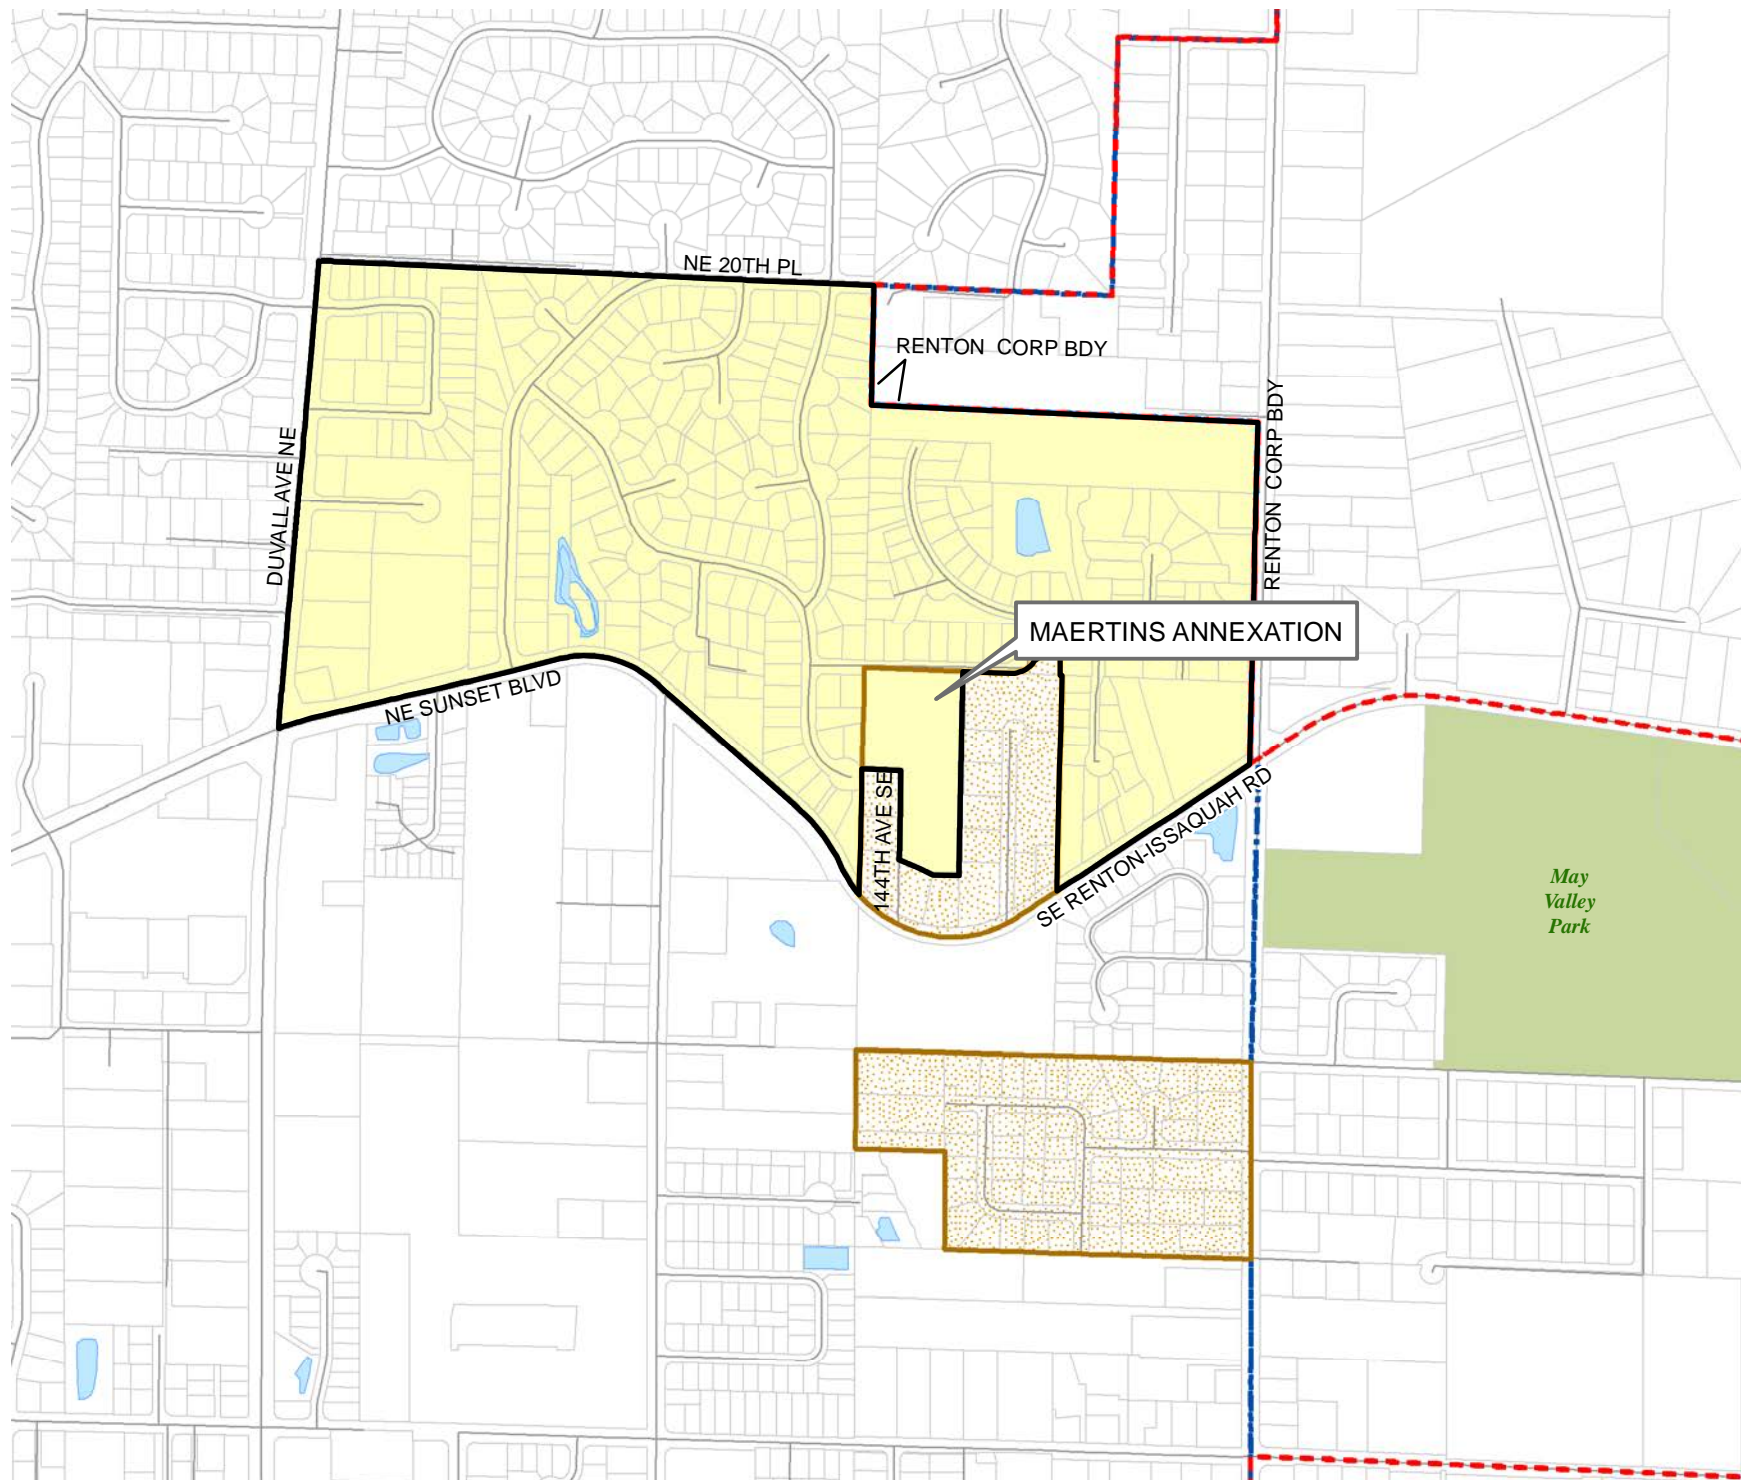 NE 20TH PL
RENTON CORP BDY
RENTON CORP BDY
DUVALL AVE NE
MAERTINS ANNEXATION
NE SUNSET BLVD
144TH AVE SE
SE RENTON-ISSAQUAH RD
May
Valley
Park